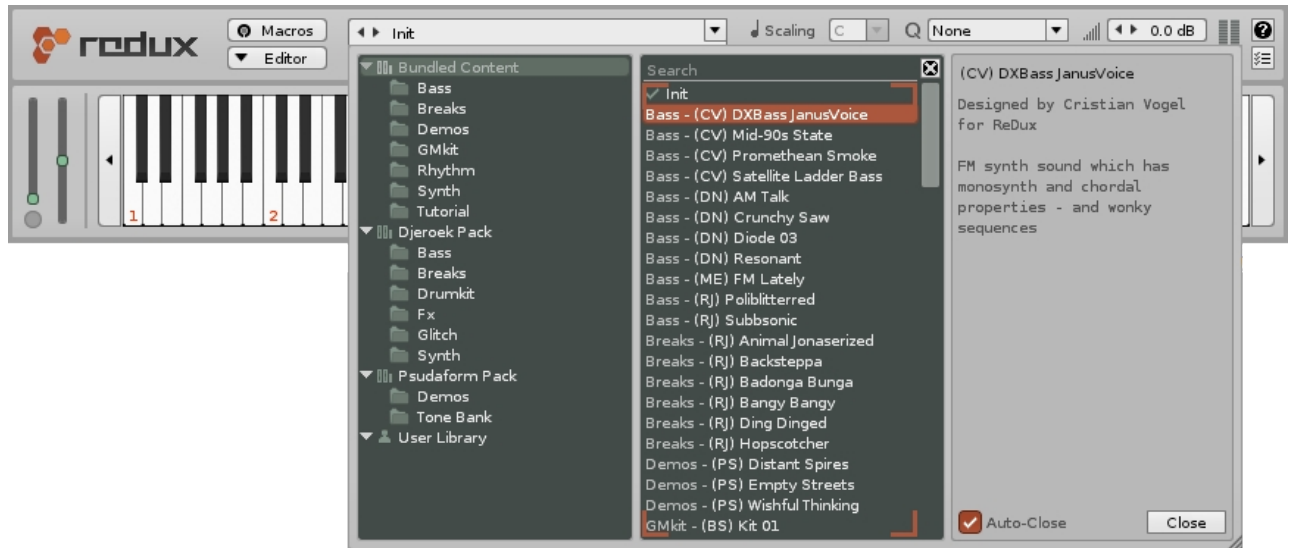 redux
Macros
Editor
Init
Scaling
C
Q
None
0.0 dB
?
1
2
Bundled Content
Bass
Breaks
Demos
GMkit
Rhythm
Synth
Tutorial
Djeroek Pack
Bass
Breaks
Drumkit
Fx
Glitch
Synth
Psudaform Pack
Demos
Tone Bank
User Library
Search
Init
Bass - (CV) DXBass JanusVoice
Bass - (CV) Mid-90s State
Bass - (CV) Promethean Smoke
Bass - (CV) Satellite Ladder Bass
Bass - (DN) AM Talk
Bass - (DN) Crunchy Saw
Bass - (DN) Diode 03
Bass - (DN) Resonant
Bass - (ME) FM Lately
Bass - (RJ) Poliblitterred
Bass - (RJ) Subbsonic
Breaks - (RJ) Animal Jonaserized
Breaks - (RJ) Backsteppa
Breaks - (RJ) Badonga Bunga
Breaks - (RJ) Bangy Bangy
Breaks - (RJ) Ding Dinged
Breaks - (RJ) Hopscotcher
Demos - (PS) Distant Spires
Demos - (PS) Empty Streets
Demos - (PS) Wishful Thinking
GMkit - (BS) Kit 01
(CV) DXBass JanusVoice
Designed by Cristian Vogel
for ReDux
FM synth sound which has
monosynth and chordal
properties - and wonky
sequences
Auto-Close
Close